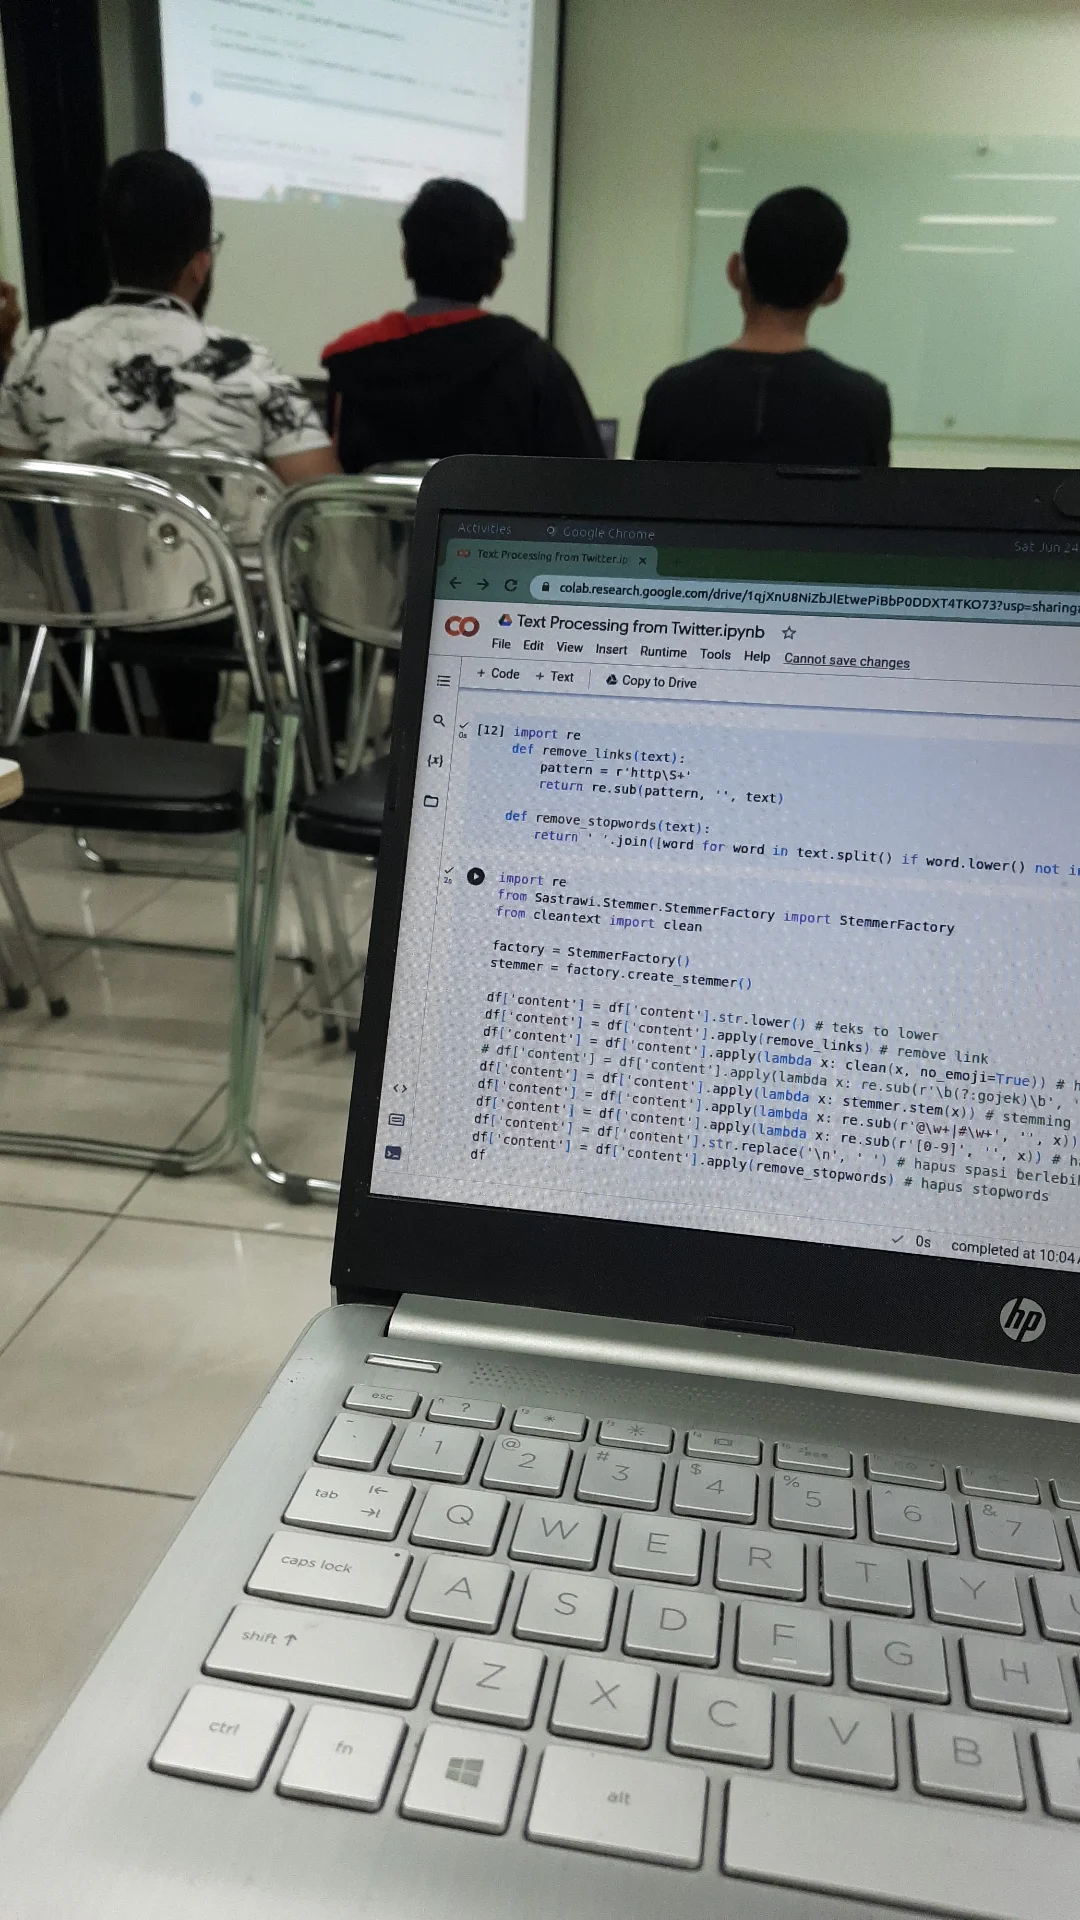 Activities
Google Chrome
Sat Jun 24
Text Processing from Twitter.ip
colab.research.google.com/drive/1qjXnU8NiZbJlEtwePiBbP0DDXT4TKO73?usp=sharing
CO
Text Processing from Twitter.ipynb
File Edit View Insert Runtime Tools Help Cannot save changes
+ Code + Text Copy to Drive
[12] import re
0s
def remove_links(text):
pattern = r'http\S+'
return re.sub(pattern, '', text)
def remove_stopwords(text):
return ' '.join([word for word in text.split() if word.lower() not
2s
import re
from Sastrawi.Stemmer.StemmerFactory import StemmerFactory
from cleantext import clean
factory = StemmerFactory()
stemmer = factory.create_stemmer()
df['content'] = df['content'].str.lower() # teks to lower
df['content'] = df['content'].apply(remove_links) # remove link
df['content'] = df['content'].apply(lambda x: clean(x, no_emoji=True)) #
# df['content'] = df['content'].apply(lambda x: re.sub(r'\b(?:gojek)\b', '
df['content'] = df['content'].apply(lambda x: stemmer.stem(x)) # stemming
df['content'] = df['content'].apply(lambda x: re.sub(r'@\w+|#\w+', '', x))
df['content'] = df['content'].apply(lambda x: re.sub(r'[0-9]', '', x)) #
df['content'] = df['content'].str.replace('\n', ' ') # hapus spasi
df['content'] = df['content'].apply(remove_stopwords) # hapus stopwords
df
0s completed at 10:04
hp
esc ? * *
! 1 @ 2 # 3 $ 4 % 5 ^ 6 & 7
tab Q W E R T Y
caps lock A S D F G H
shift Z X C V B
ctrl fn alt